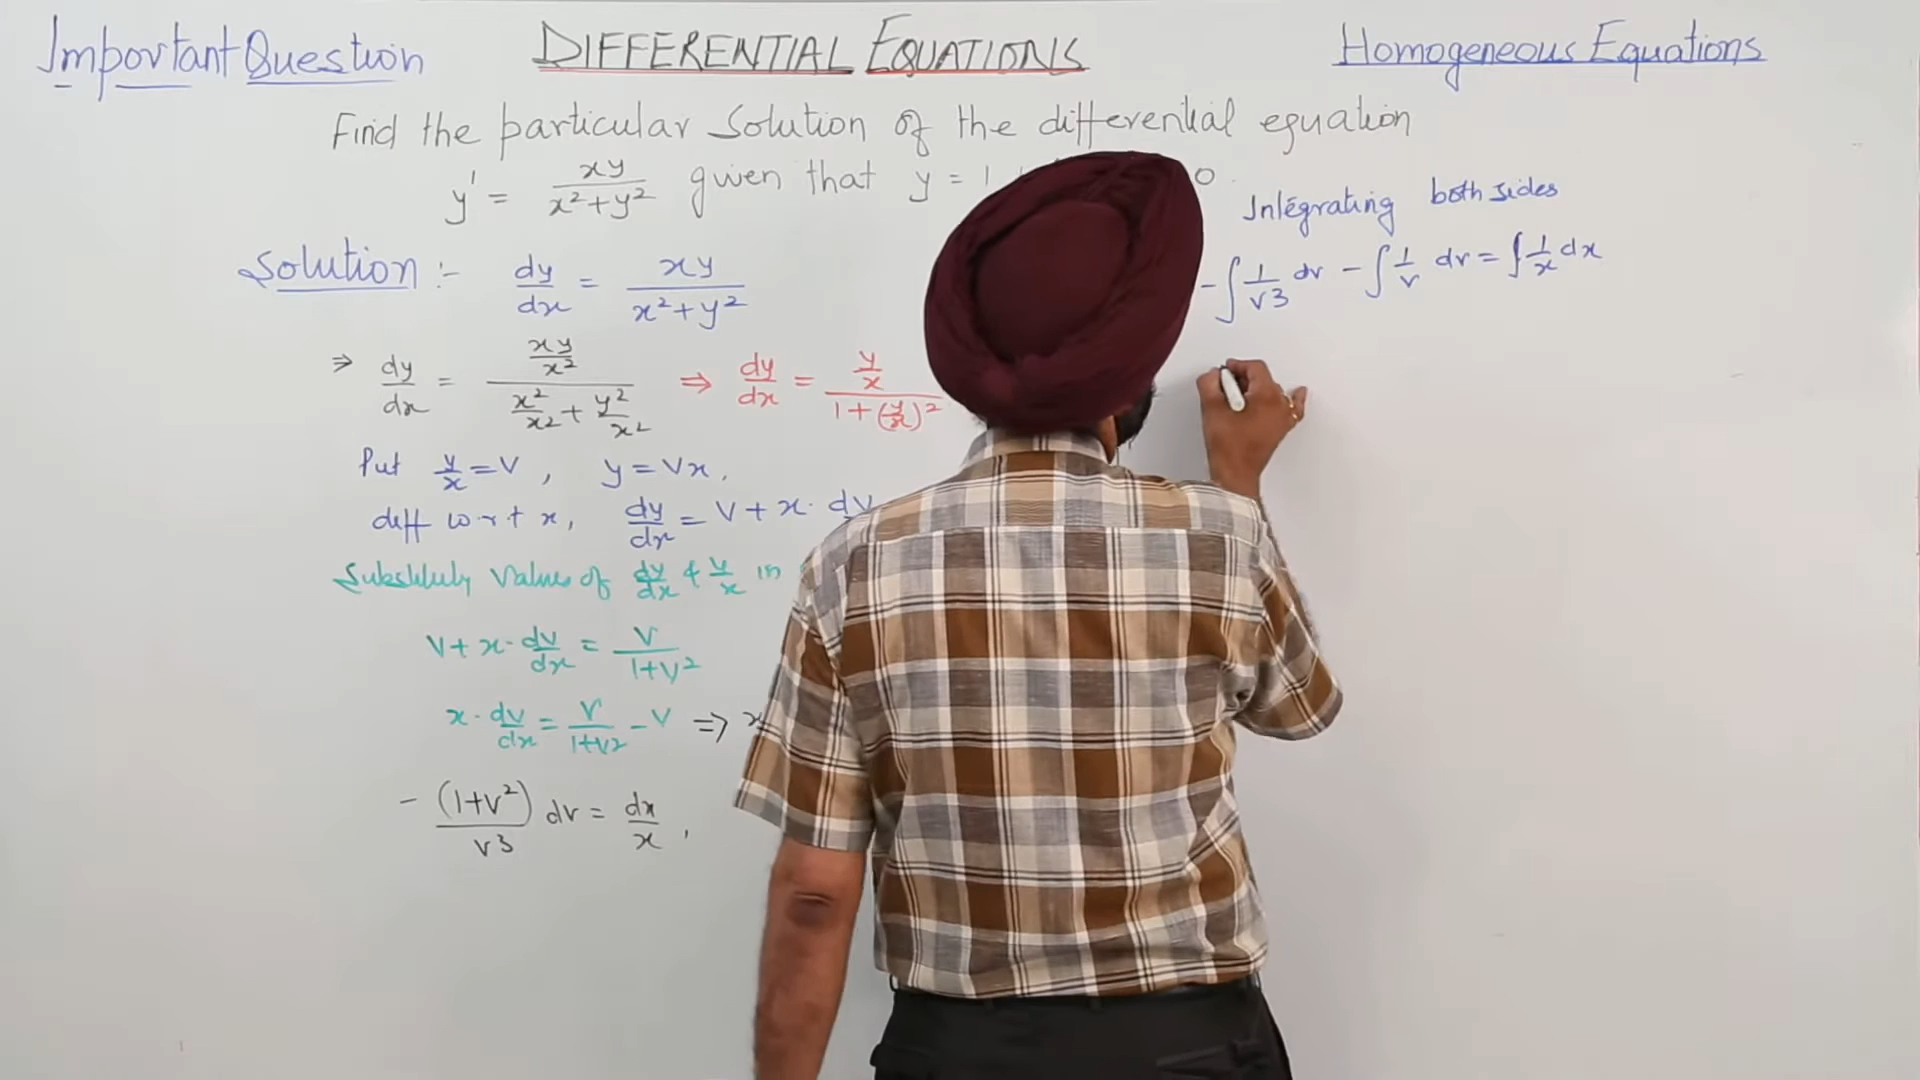 Important Question
DIFFERENTIAL EQUATIONS
Homogeneous Equations
Find the particular Solution of the differential equation
y' = xy / x²+y² given that y = 1 0
Solution :- dy/dx = xy / x²+y²
⇒ dy/dx = (xy/x²) / (x²/x² + y²/x²) ⇒ dy/dx = (y/x) / (1+(y/x)²)
Put y/x = V , y = Vx ,
diff w.r.t x, dy/dx = V + x. dv
Values of dy/dx & y/x in
V + x. dv/dx = V / 1+V²
x. dv/dx = V / 1+V² - V ⇒ x
- (1+V²) / V3 dv = dx / x ,
Integrating both sides
- ∫ 1/V3 dv - ∫ 1/V dv = ∫ 1/x dx